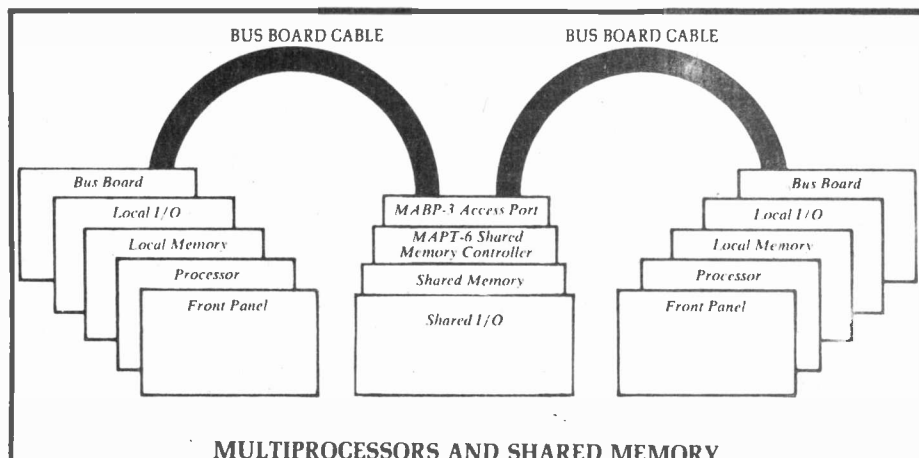 BUS BOARD CABLE
BUS BOARD CABLE
Bus Board
Local I/O
Local Memory
Processor
Front Panel
MABP-3 Access Port
MAPT-6 Shared
Memory Controller
Shared Memory
Shared I/O
Bus Board
Local I/O
Local Memory
Processor
Front Panel
MULTIPROCESSORS AND SHARED MEMORY